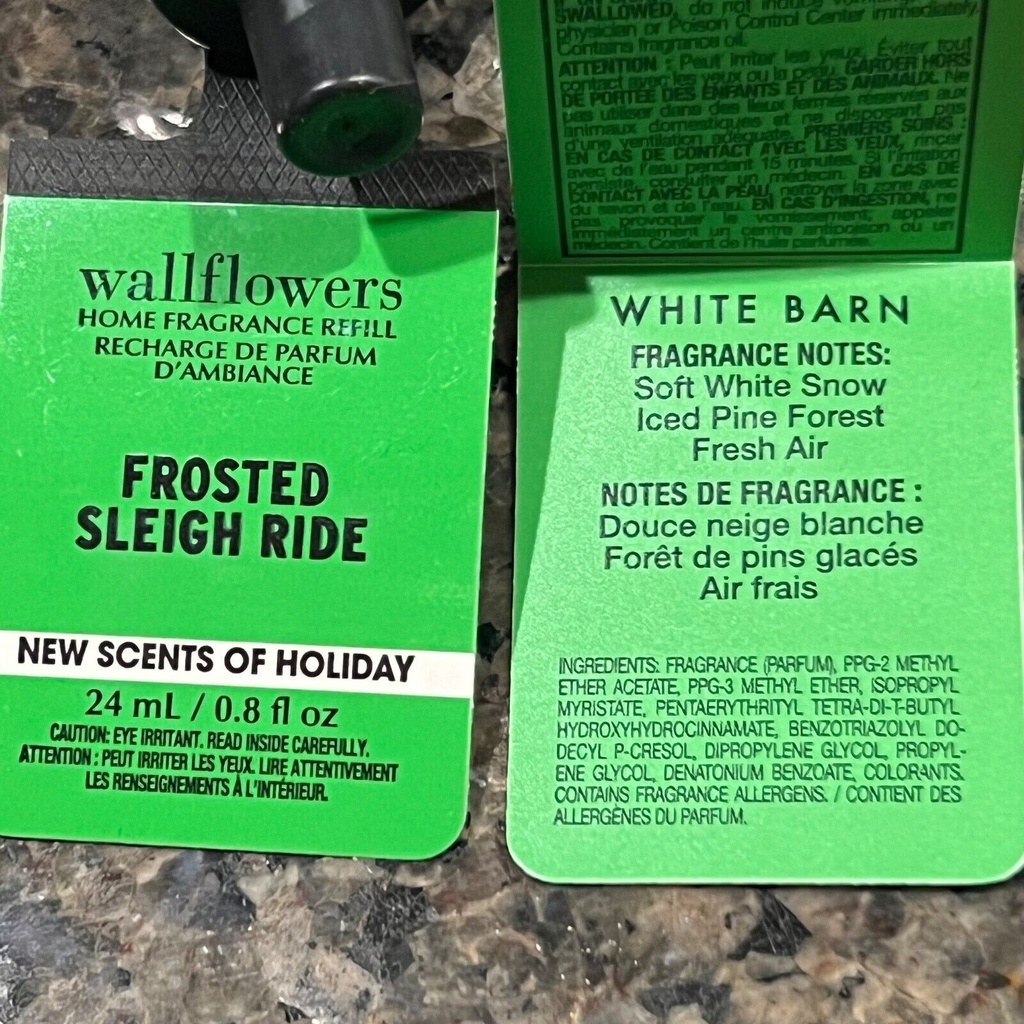 wallflowers
HOME FRAGRANCE REFILL
RECHARGE DE PARFUM
D'AMBIANCE
FROSTED
SLEIGH RIDE
NEW SCENTS OF HOLIDAY
24 mL / 0.8 fl oz
CAUTION: EYE IRRITANT. READ INSIDE CAREFULLY.
ATTENTION : PEUT IRRITER LES YEUX. LIRE ATTENTIVEMENT
LES RENSEIGNEMENTS À L'INTÉRIEUR.
SWALLOWED, do not induce vomiting
physician or Poison Control Center immediately.
Contains fragrance oil.
ATTENTION : Peut irriter les yeux. Éviter tout
contact avec les yeux ou la peau. GARDER HORS
DE PORTÉE DES ENFANTS ET DES ANIMAUX. Ne
pas utiliser dans des lieux fermés réservés aux
animaux domestiques et ne disposant pas
d'une ventilation adéquate. PREMIERS SOINS :
EN CAS DE CONTACT AVEC LES YEUX, rincer
avec de l'eau pendant 15 minutes. Si l'irritation
persiste, consulter un médecin. EN CAS DE
CONTACT AVEC LA PEAU, nettoyer la zone avec
du savon et de l'eau. EN CAS D'INGESTION, ne
pas provoquer le vomissement, appeler
immédiatement un centre antipoison ou un
médecin. Contient de l'huile parfumée.
WHITE BARN
FRAGRANCE NOTES:
Soft White Snow
Iced Pine Forest
Fresh Air
NOTES DE FRAGRANCE :
Douce neige blanche
Forêt de pins glacés
Air frais
INGREDIENTS: FRAGRANCE (PARFUM), PPG-2 METHYL
ETHER ACETATE, PPG-3 METHYL ETHER, ISOPROPYL
MYRISTATE, PENTAERYTHRITYL TETRA-DI-T-BUTYL
HYDROXYHYDROCINNAMATE, BENZOTRIAZOLYL DO-
DECYL P-CRESOL, DIPROPYLENE GLYCOL, PROPYL-
ENE GLYCOL, DENATONIUM BENZOATE, COLORANTS.
CONTAINS FRAGRANCE ALLERGENS. / CONTIENT DES
ALLERGÈNES DU PARFUM.